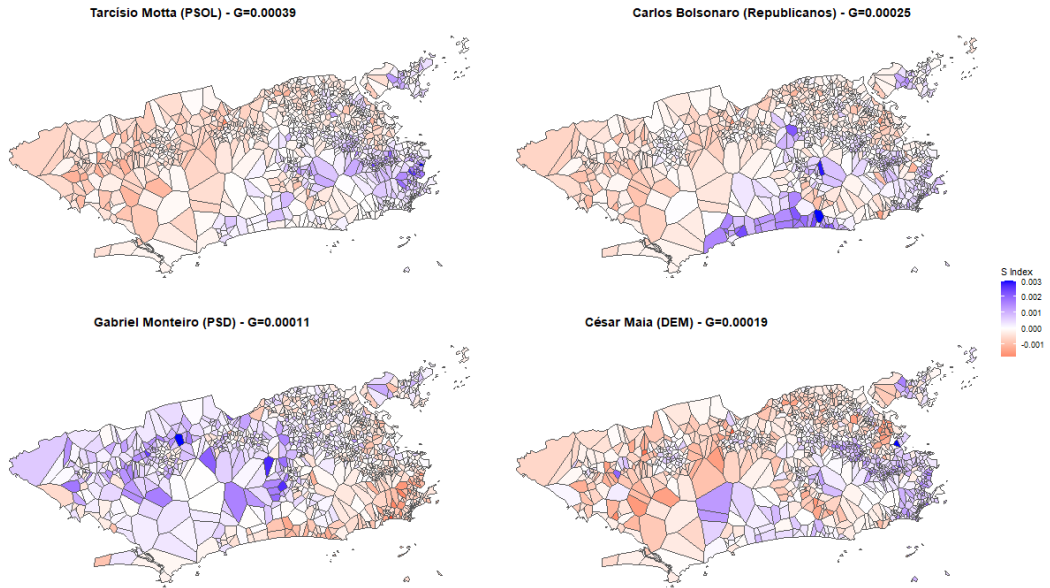 Tarcísio Motta (PSOL) - G=0.00039
Carlos Bolsonaro (Republicanos) - G=0.00025
Gabriel Monteiro (PSD) - G=0.00011
César Maia (DEM) - G=0.00019
S Index
0.003
0.002
0.001
0.000
-0.001